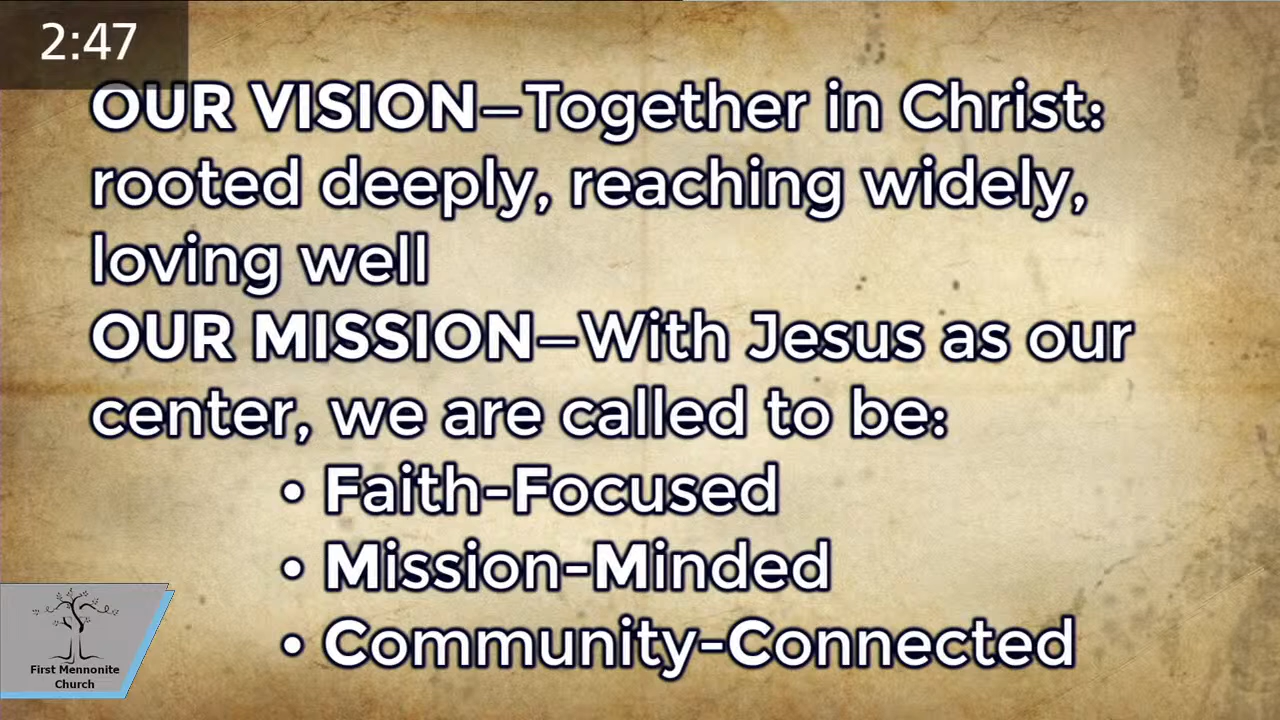 2:47
OUR VISION–Together in Christ:
rooted deeply, reaching widely,
loving well
OUR MISSION–With Jesus as our
center, we are called to be:
• Faith-Focused
• Mission-Minded
• Community-Connected
First Mennonite
Church